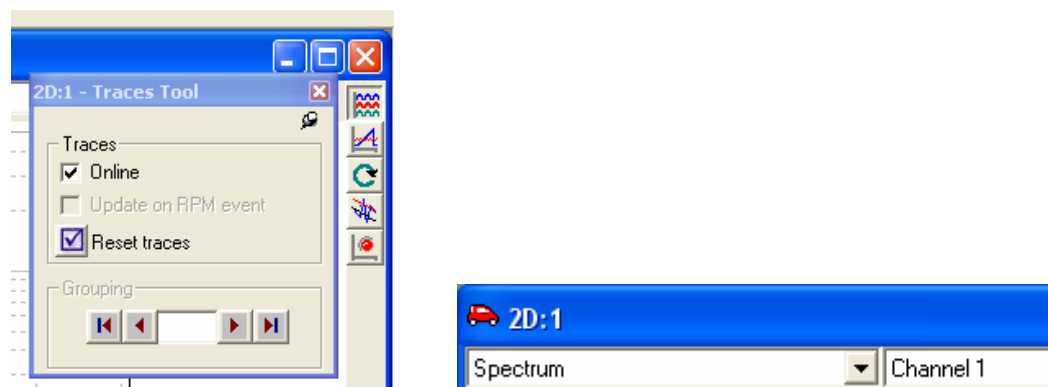 2D:1 - Traces Tool
Traces
Online
Update on RPM event
Reset traces
Grouping
2D:1
Spectrum
Channel 1